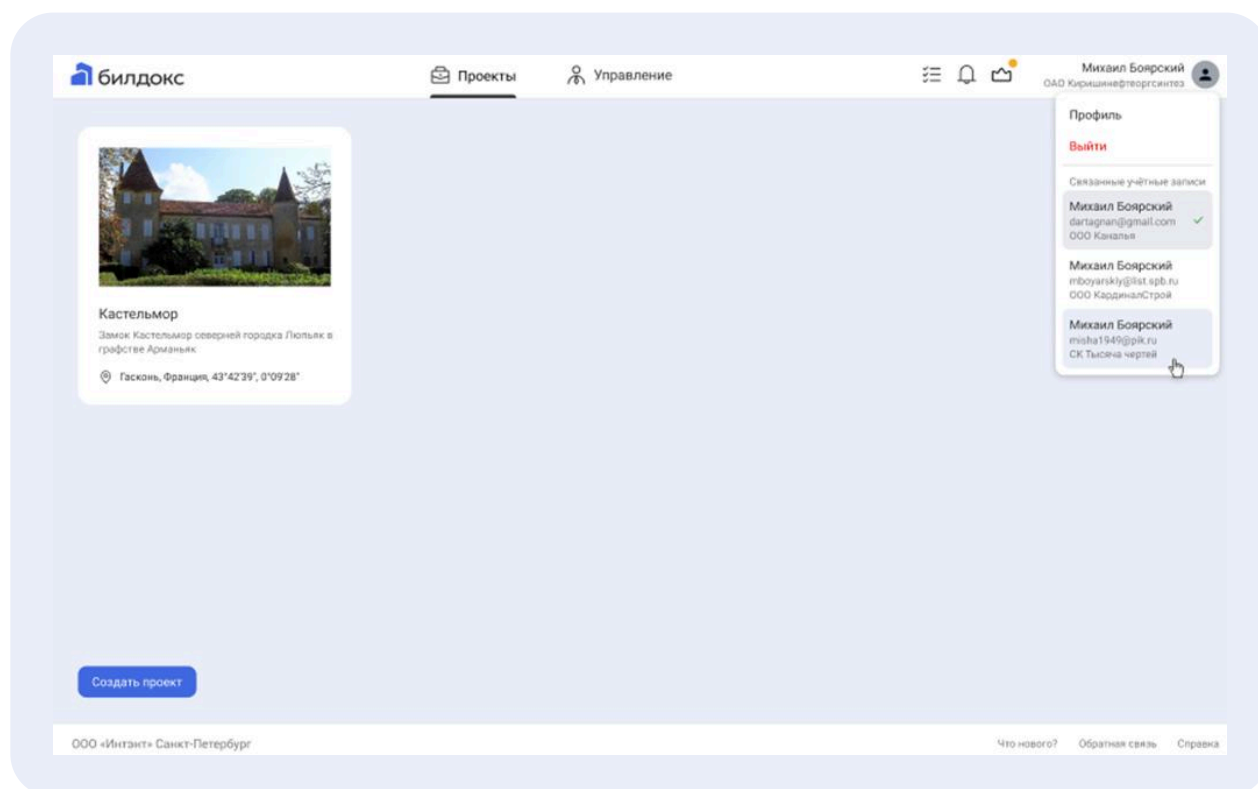 билдокс
Проекты
Управление
Михаил Боярский
ОАО Киришинефтеоргсинтез
Профиль
Выйти
Связанные учётные записи
Михаил Боярский
dartagnan@gmail.com
ООО Каналья
Михаил Боярский
mboyarskiy@list.spb.ru
ООО КардиналСтрой
Михаил Боярский
misha1949@pik.ru
СК Тысяча чертей
Кастельмор
Замок Кастельмор северней городка Люпьяк в
графстве Арманьяк
Гасконь, Франция, 43°42'39", 0°09'28"
Создать проект
ООО «Интэнт» Санкт-Петербург
Что нового?
Обратная связь
Справка